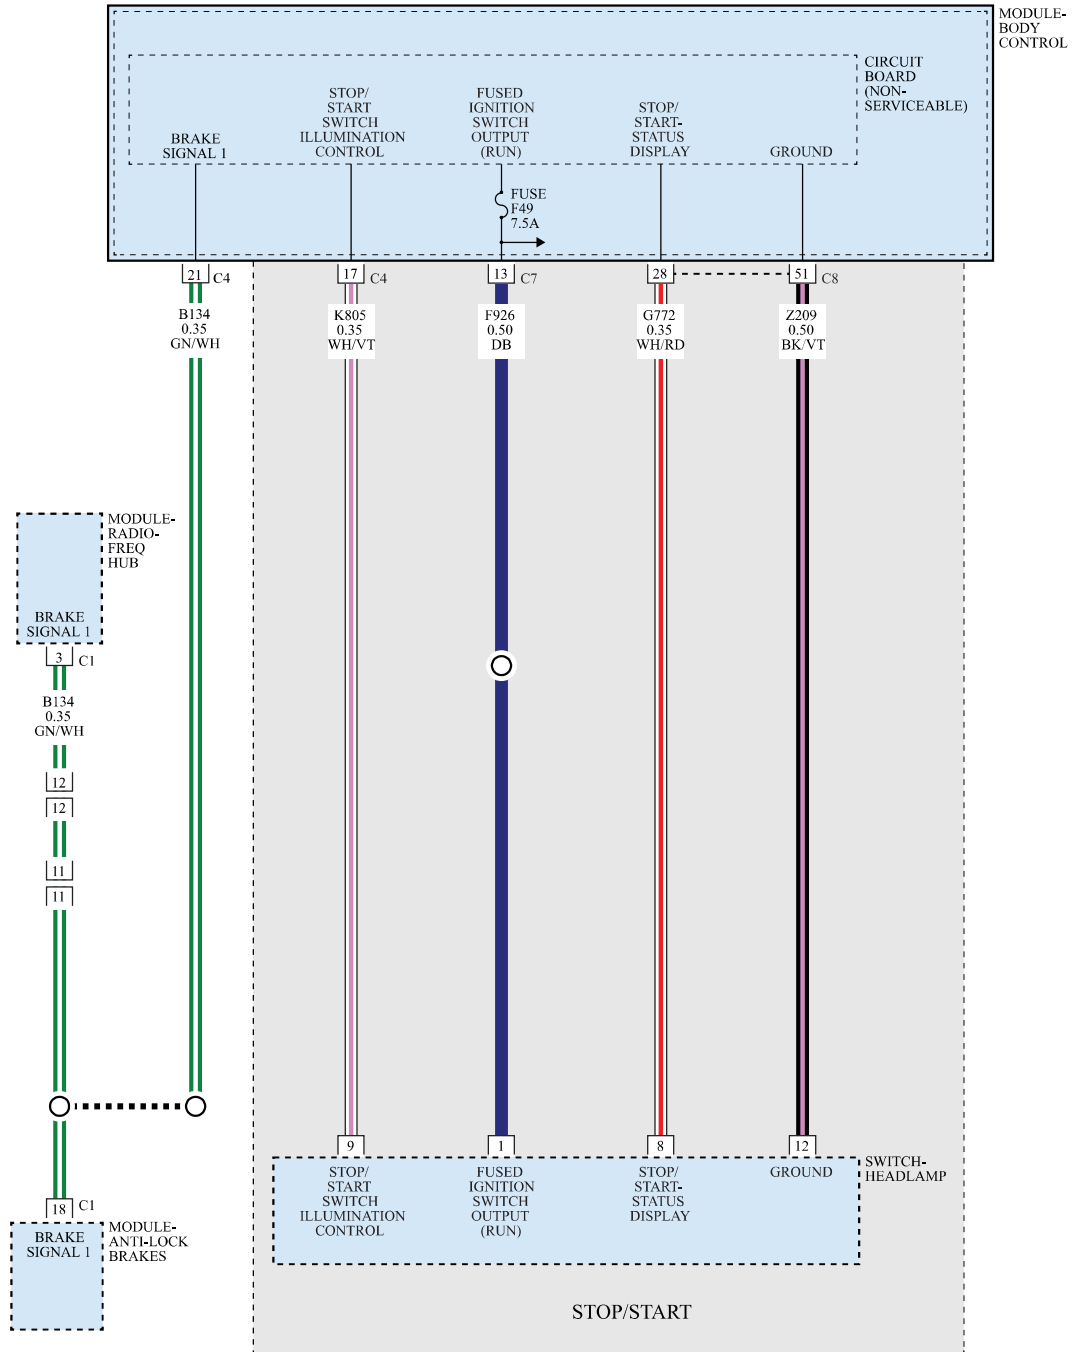 MODULE-
BODY
CONTROL
CIRCUIT
BOARD
(NON-
SERVICEABLE)
BRAKE
SIGNAL 1
STOP/
START
SWITCH
ILLUMINATION
CONTROL
FUSED
IGNITION
SWITCH
OUTPUT
(RUN)
STOP/
START-
STATUS
DISPLAY
GROUND
FUSE
F49
7.5A
21 C4
17 C4
13 C7
28
51 C8
B134
0.35
GN/WH
K805
0.35
WH/VT
F926
0.50
DB
G772
0.35
WH/RD
Z209
0.50
BK/VT
MODULE-
RADIO-
FREQ
HUB
BRAKE
SIGNAL 1
3 C1
B134
0.35
GN/WH
12
12
11
11
18 C1
BRAKE
SIGNAL 1
MODULE-
ANTI-LOCK
BRAKES
9
1
8
12
STOP/
START
SWITCH
ILLUMINATION
CONTROL
FUSED
IGNITION
SWITCH
OUTPUT
(RUN)
STOP/
START-
STATUS
DISPLAY
GROUND
SWITCH-
HEADLAMP
STOP/START